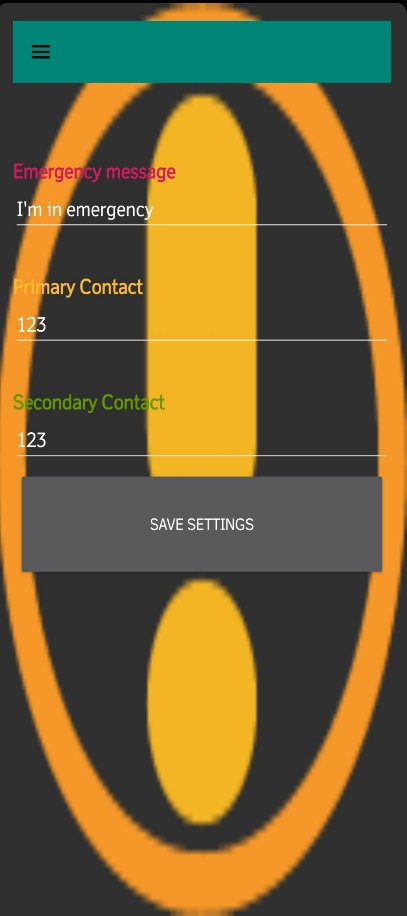 Emergency message
I'm in emergency
Primary Contact
123
Secondary Contact
123
SAVE SETTINGS